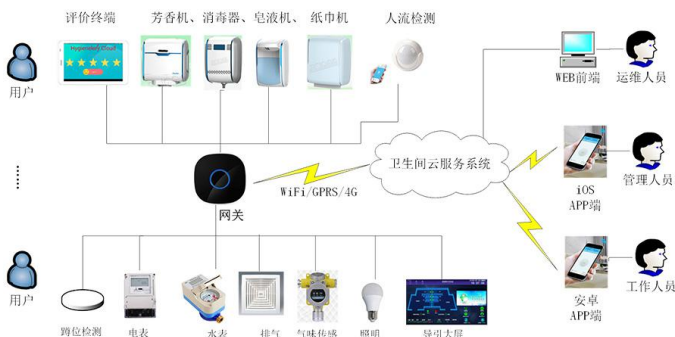 评价终端
芳香机、消毒器、皂液机、
纸巾机
人流检测
Hygienesey Cloud
用户
WEB前端
运维人员
卫生间云服务系统
WiFi/GPRS/4G
网关
iOS
APP端
管理人员
用户
安卓
APP端
工作人员
蹲位检测
电表
水表
排气
气味传感
照明
导引大屏